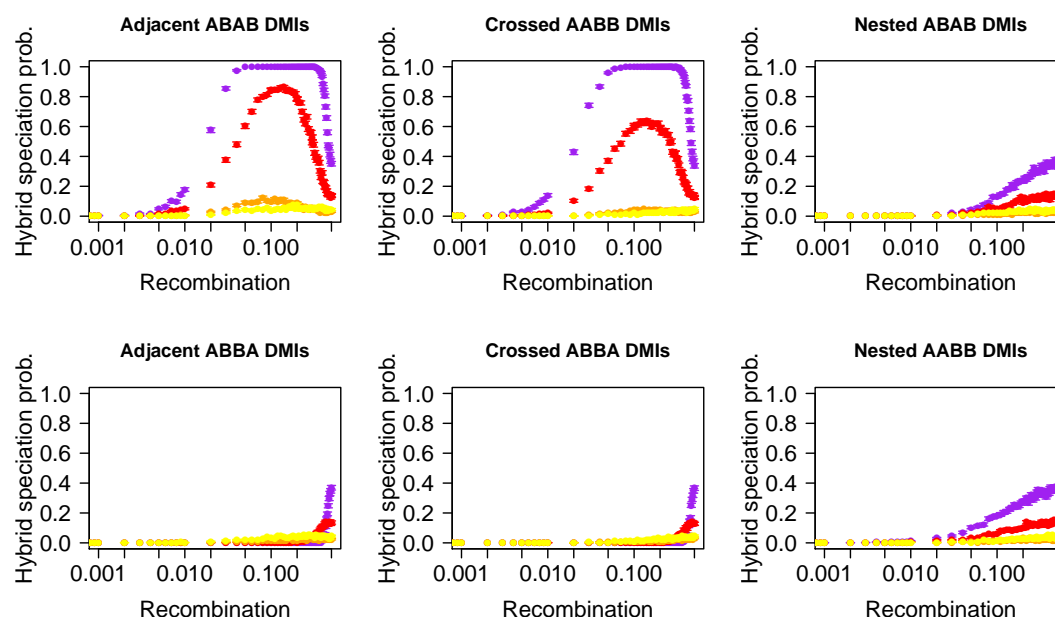 Adjacent ABAB DMIs
Hybrid speciation prob.
1.0
0.8
0.6
0.4
0.2
0.0
0.001 0.010 0.100
Recombination
Crossed AABB DMIs
Hybrid speciation prob.
1.0
0.8
0.6
0.4
0.2
0.0
0.001 0.010 0.100
Recombination
Nested ABAB DMIs
Hybrid speciation prob.
1.0
0.8
0.6
0.4
0.2
0.0
0.001 0.010 0.100
Recombination
Adjacent ABBA DMIs
Hybrid speciation prob.
1.0
0.8
0.6
0.4
0.2
0.0
0.001 0.010 0.100
Recombination
Crossed ABBA DMIs
Hybrid speciation prob.
1.0
0.8
0.6
0.4
0.2
0.0
0.001 0.010 0.100
Recombination
Nested AABB DMIs
Hybrid speciation prob.
1.0
0.8
0.6
0.4
0.2
0.0
0.001 0.010 0.100
Recombination